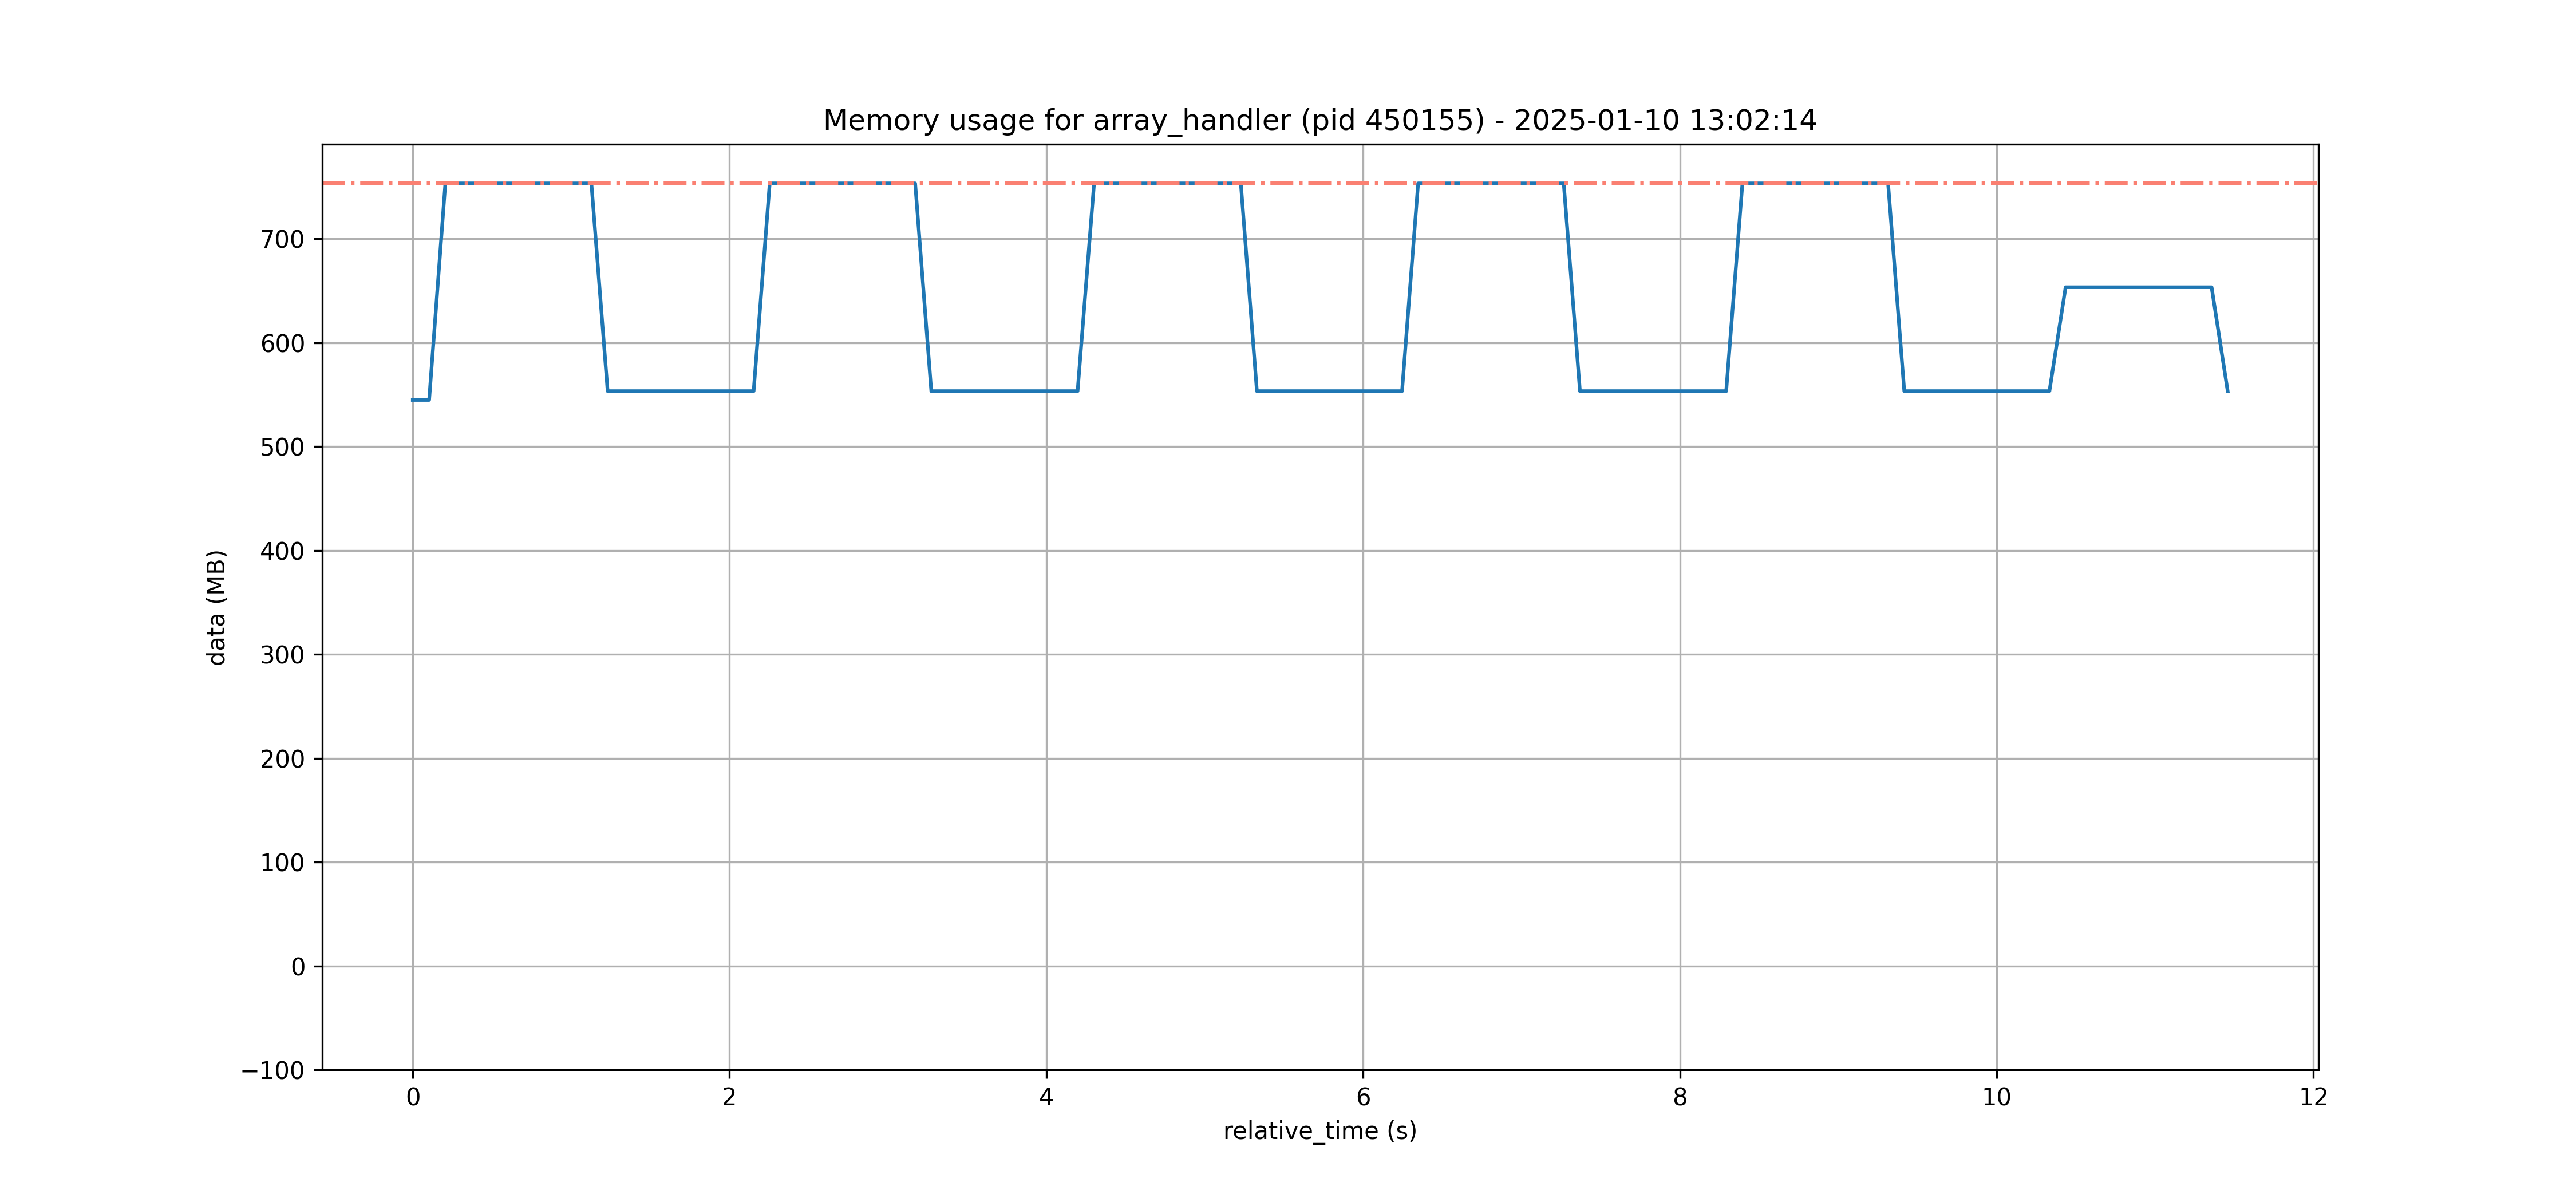 Memory usage for array_handler (pid 450155) - 2025-01-10 13:02:14
data (MB)
700
600
500
400
300
200
100
0
−100
0 2 4 6 8 10 12
relative_time (s)